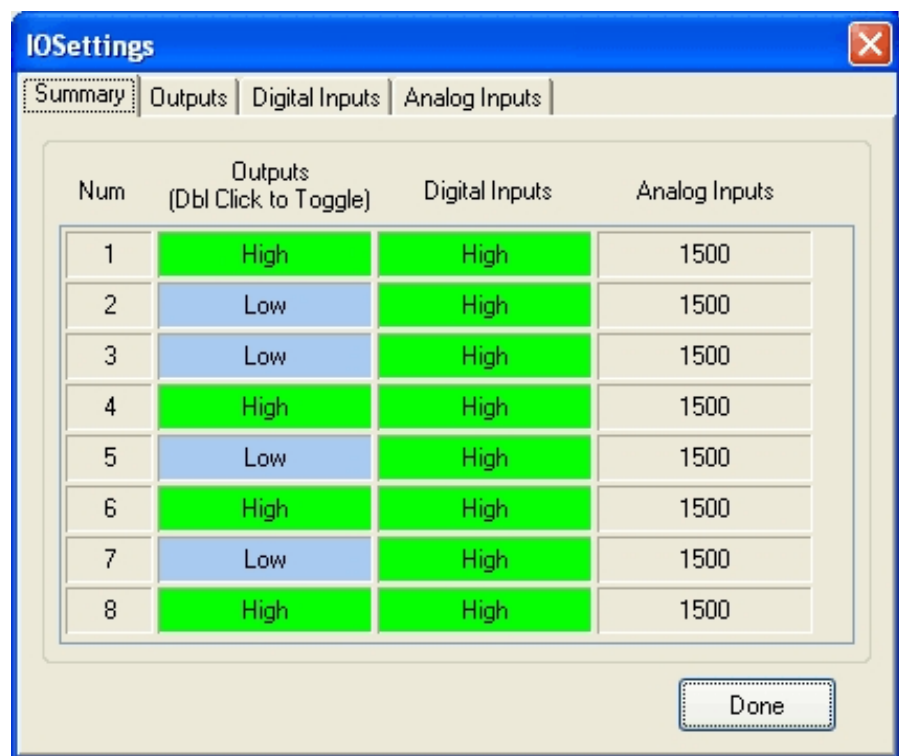 IOSettings
Summary Outputs Digital Inputs Analog Inputs
Num Outputs (Dbl Click to Toggle) Digital Inputs Analog Inputs
1 High High 1500
2 Low High 1500
3 Low High 1500
4 High High 1500
5 Low High 1500
6 High High 1500
7 Low High 1500
8 High High 1500
Done